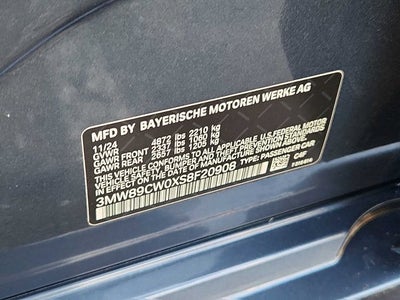 MFD BY BAYERISCHE MOTOREN WERKE AG
11/24
GVWR 4872 lbs 2210 kg
GAWR FRONT 2337 lbs 1060 kg
GAWR REAR 2657 lbs 1205 kg
THIS VEHICLE CONFORMS TO ALL APPLICABLE U.S. FEDERAL MOTOR
VEHICLE SAFETY, BUMPER, AND THEFT PREVENTION STANDARDS
IN EFFECT ON THE DATE OF MANUFACTURE SHOWN ABOVE.
3MW89CW0XS8F20908 TYPE: PASSENGER CAR
C4F